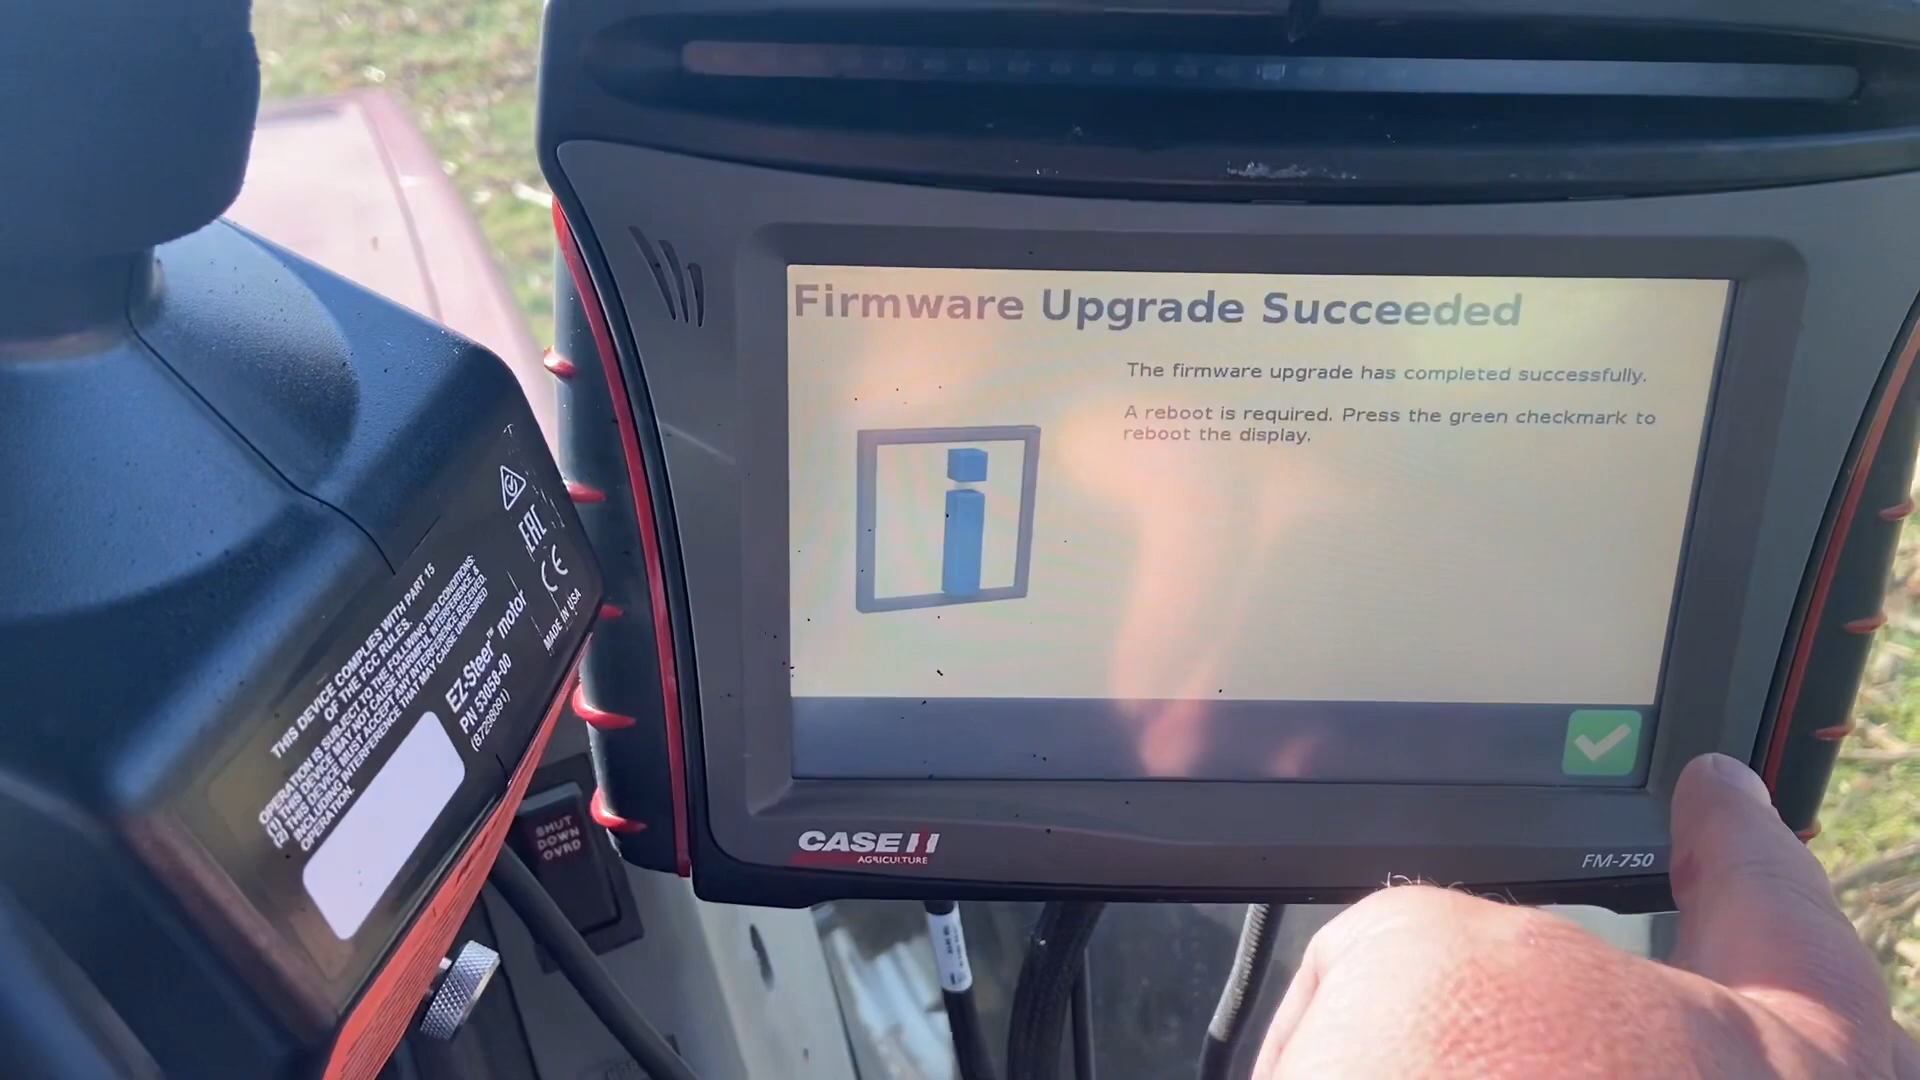 Firmware Upgrade Succeeded
The firmware upgrade has completed successfully.
A reboot is required. Press the green checkmark to
reboot the display.
CASE IH
AGRICULTURE
FM-750
THIS DEVICE COMPLIES WITH PART 15
OF THE FCC RULES.
OPERATION IS SUBJECT TO THE FOLLWING TWO CONDITIONS:
(1) THIS DEVICE MAY NOT CAUSE HARMFUL INTERFERENCE, &
(2) THIS DEVICE MUST ACCEPT ANY INTERFERENCE RECEIVED,
INCLUDING INTERFERENCE THAT MAY CAUSE UNDESIRED
OPERATION.
EZ-Steer™ motor
PN 53058-00
(87298091)
EAC
CE
MADE IN USA
SHUT
DOWN
OVRD